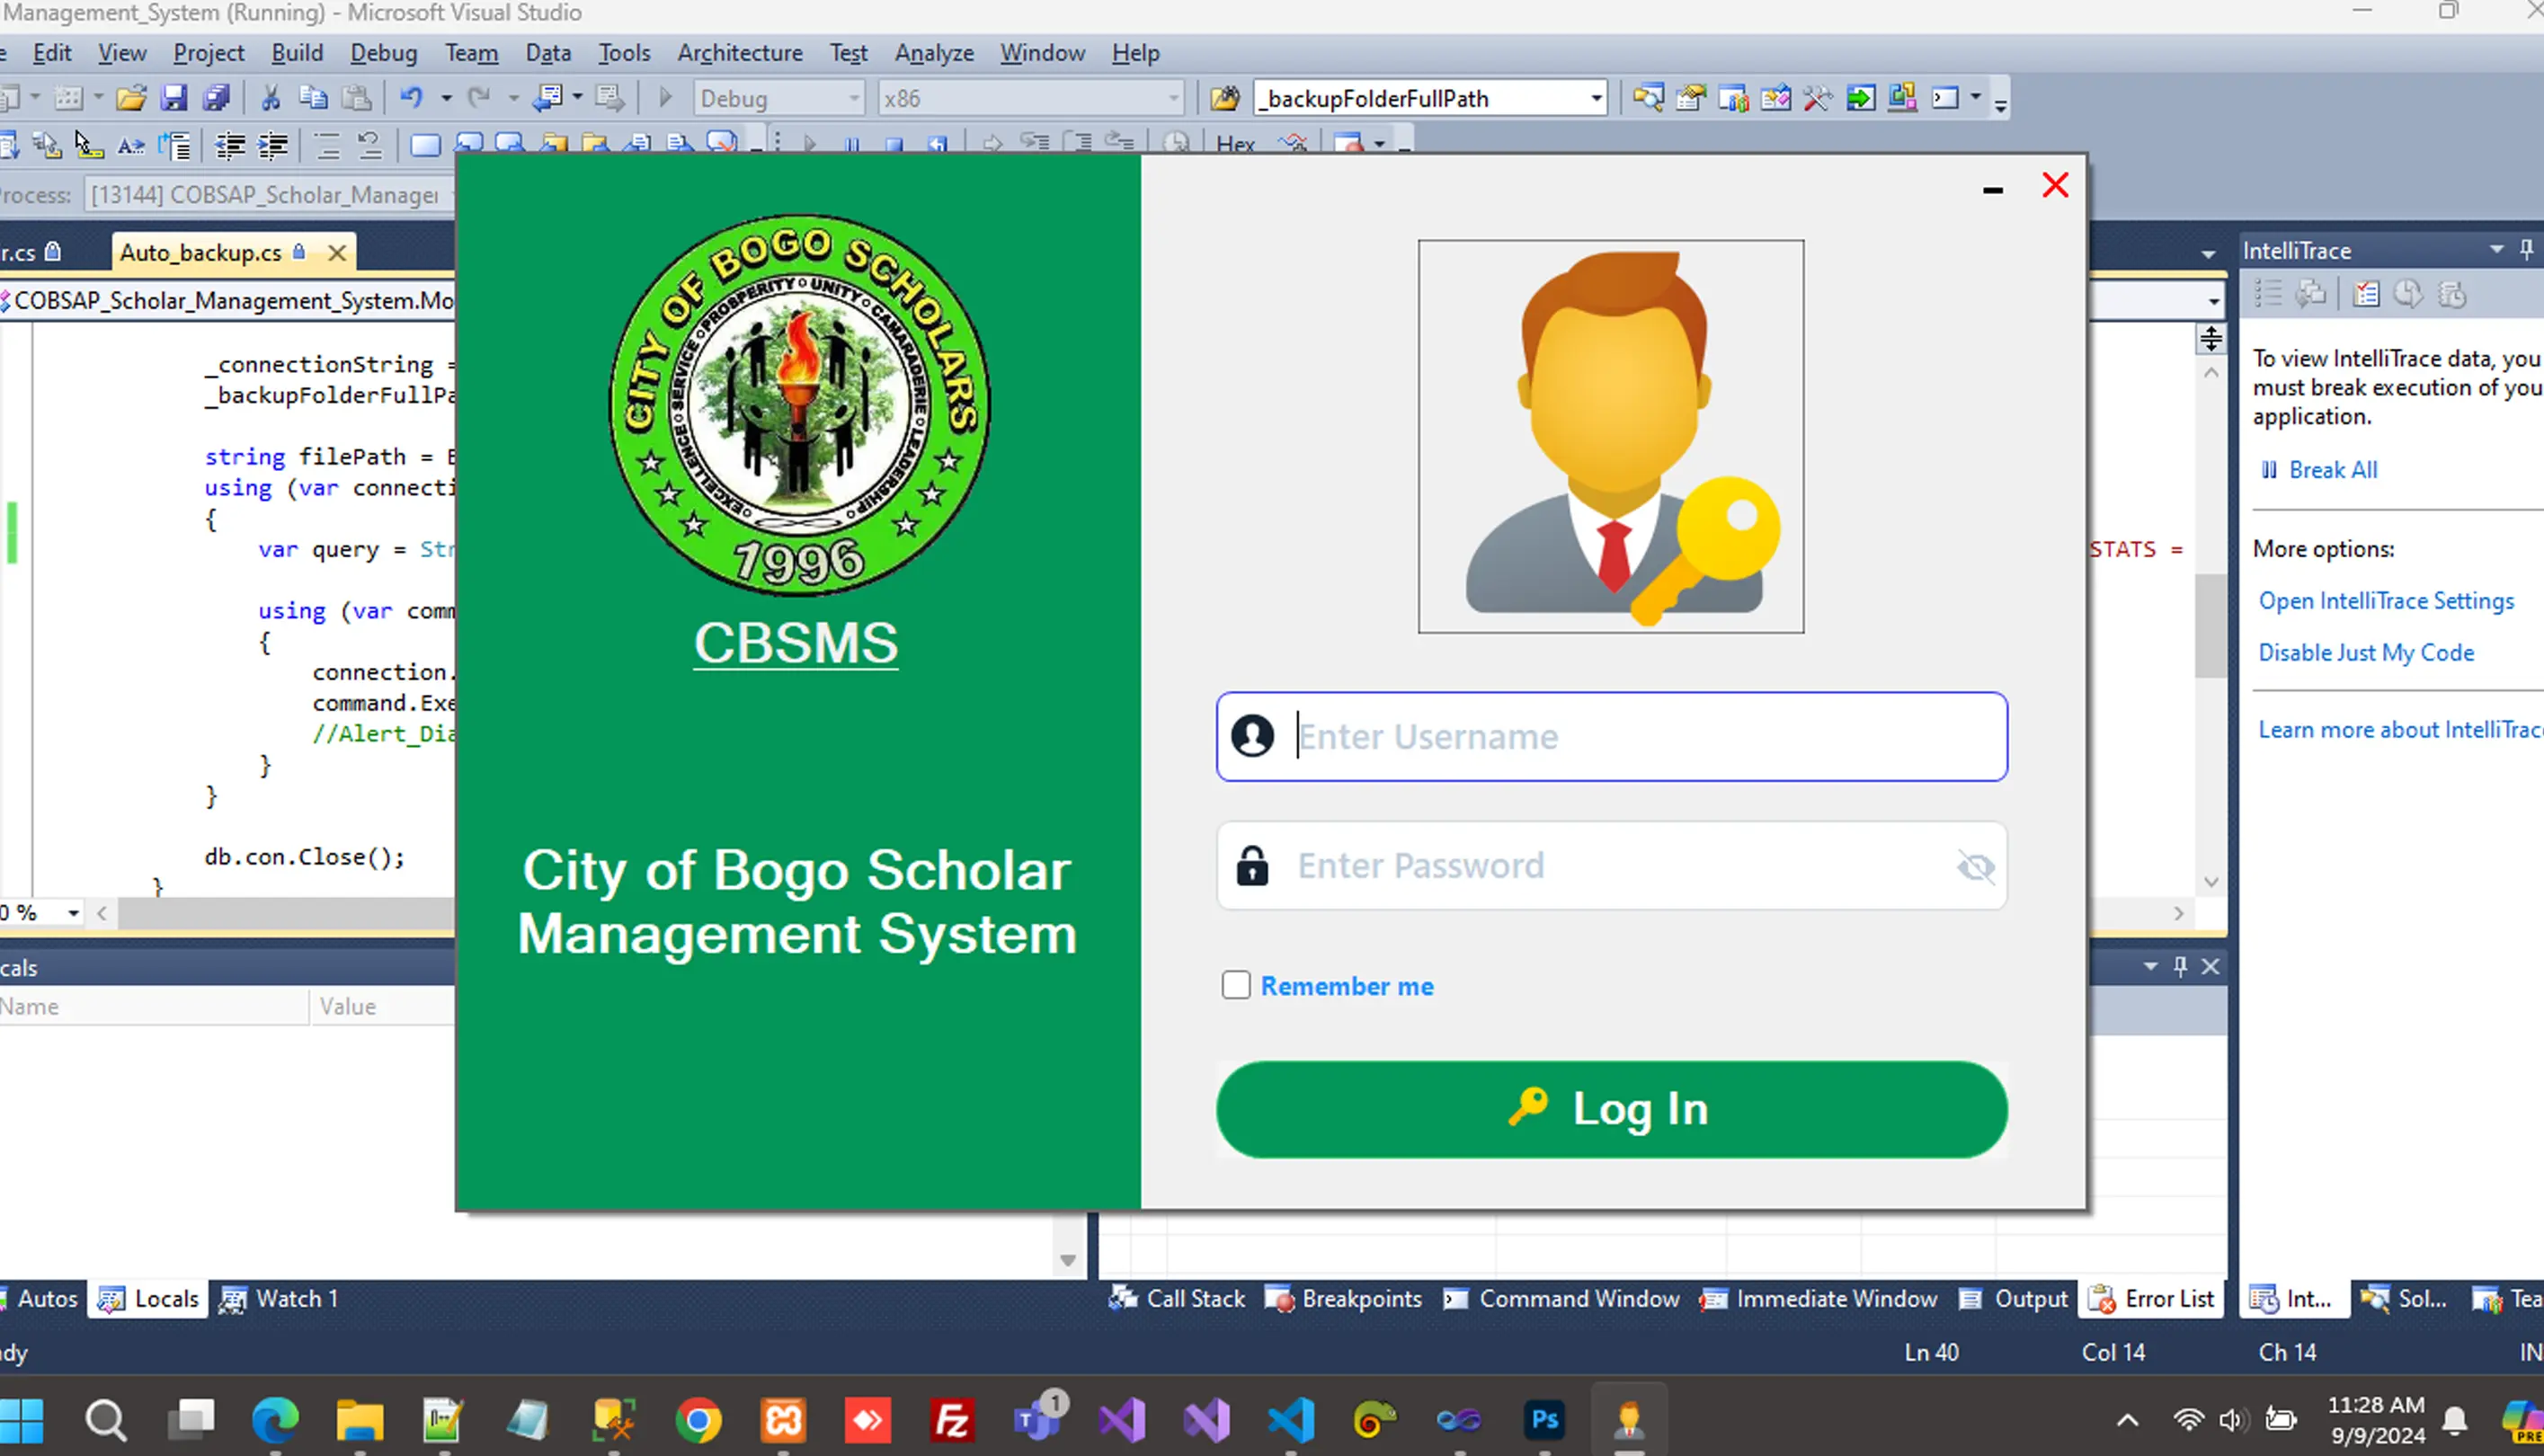 Management_System (Running) - Microsoft Visual Studio
Edit View Project Build Debug Team Data Tools Architecture Test Analyze Window Help
Debug x86 _backupFolderFullPath
Hex
Process: [13144] COBSAP_Scholar_Manager
r.cs Auto_backup.cs
COBSAP_Scholar_Management_System.Mo
_connectionString =
_backupFolderFullPa
string filePath =
using (var connecti
{
var query = Str
STATS =
using (var comm
{
connection.
command.Exe
//Alert_Dia
}
}
db.con.Close();
}
0 %
cals
Name Value
Autos Locals Watch 1
CITY OF BOGO SCHOLARS
SERVICE PROSPERITY UNITY CAMARADERIE LEADERSHIP EXCELLENCE
1996
CBSMS
City of Bogo Scholar
Management System
Enter Username
Enter Password
Remember me
Log In
IntelliTrace
To view IntelliTrace data, you
must break execution of you
application.
Break All
More options:
Open IntelliTrace Settings
Disable Just My Code
Learn more about IntelliTrace
Call Stack Breakpoints Command Window Immediate Window Output Error List
Int... Sol... Tea
dy Ln 40 Col 14 Ch 14 IN
1
Fz
Ps
11:28 AM
9/9/2024
PRE